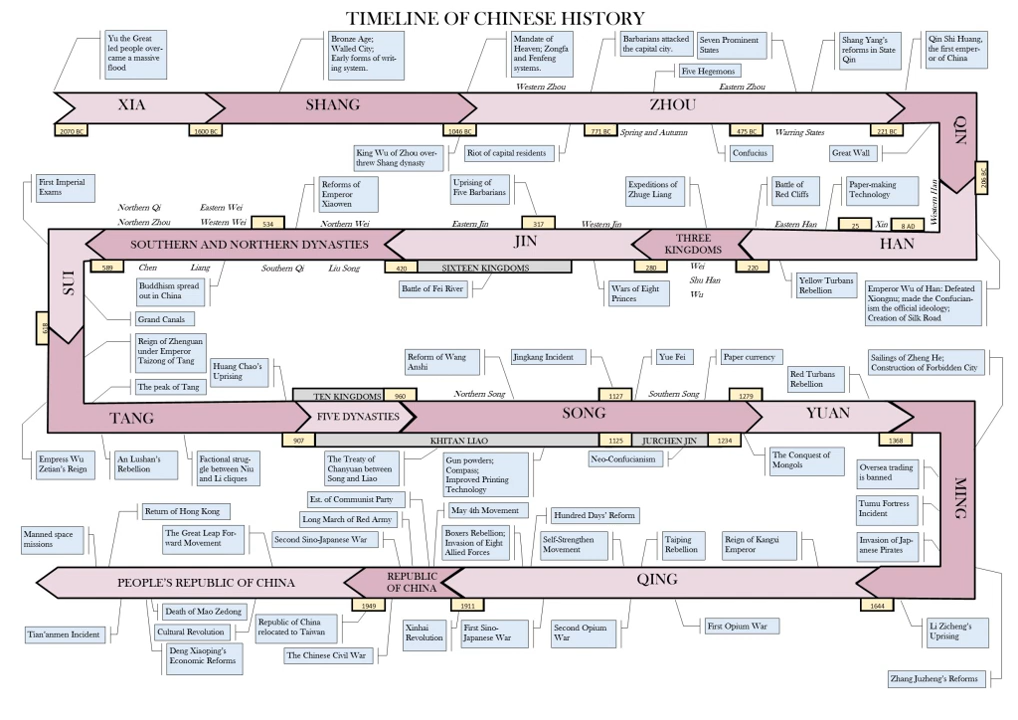 TIMELINE OF CHINESE HISTORY
Yu the Great
led people over-
came a massive
flood
Bronze Age;
Walled City;
Early forms of writ-
ing system.
Mandate of
Heaven; Zongfa
and Fenfeng
systems.
Barbarians attacked
the capital city.
Seven Prominent
States
Five Hegemons
Shang Yang's
reforms in State
Qin
Qin Shi Huang,
the first emper-
or of China
Western Zhou
Eastern Zhou
XIA
SHANG
ZHOU
QIN
2070 BC
1600 BC
1046 BC
771 BC
Spring and Autumn
475 BC
Warring States
221 BC
206 BC
King Wu of Zhou over-
threw Shang dynasty
Riot of capital residents
Confucius
Great Wall
First Imperial
Exams
Northern Qi
Eastern Wei
Northern Zhou
Western Wei
534
Reforms of
Emperor
Xiaowen
Northern Wei
Uprising of
Five Barbarians
Eastern Jin
317
Western Jin
Expeditions of
Zhuge Liang
Battle of
Red Cliffs
Paper-making
Technology
Eastern Han
25
Xin
8 AD
Western Han
SOUTHERN AND NORTHERN DYNASTIES
JIN
THREE
KINGDOMS
HAN
SUI
589
Chen
Liang
Southern Qi
Liu Song
420
SIXTEEN KINGDOMS
280
Wei
Shu Han
Wu
220
Buddhism spread
out in China
Battle of Fei River
Wars of Eight
Princes
Yellow Turbans
Rebellion
Emperor Wu of Han: Defeated
Xiongnu; made the Confucian-
ism the official ideology;
Creation of Silk Road
Grand Canals
618
Reign of Zhenguan
under Emperor
Taizong of Tang
The peak of Tang
Huang Chao's
Uprising
Reform of Wang
Anshi
Jingkang Incident
Yue Fei
Paper currency
Red Turbans
Rebellion
Sailings of Zheng He;
Construction of Forbidden City
TEN KINGDOMS
960
Northern Song
1127
Southern Song
1279
TANG
FIVE DYNASTIES
SONG
YUAN
MING
907
KHITAN LIAO
1125
JURCHEN JIN
1234
1368
Empress Wu
Zetian's Reign
An Lushan's
Rebellion
Factional strug-
gle between Niu
and Li cliques
The Treaty of
Chanyuan between
Song and Liao
Gun powders;
Compass;
Improved Printing
Technology
Neo-Confucianism
The Conquest of
Mongols
Oversea trading
is banned
Tumu Fortress
Incident
Invasion of Jap-
anese Pirates
Manned space
missions
Return of Hong Kong
The Great Leap For-
ward Movement
Est. of Communist Party
Long March of Red Army
Second Sino-Japanese War
May 4th Movement
Boxers Rebellion;
Invasion of Eight
Allied Forces
Hundred Days' Reform
Self-Strengthen
Movement
Taiping
Rebellion
Reign of Kangxi
Emperor
PEOPLE'S REPUBLIC OF CHINA
REPUBLIC
OF CHINA
QING
1949
1911
1644
Tian'anmen Incident
Death of Mao Zedong
Cultural Revolution
Deng Xiaoping's
Economic Reforms
Republic of China
relocated to Taiwan
The Chinese Civil War
Xinhai
Revolution
First Sino-
Japanese War
Second Opium
War
First Opium War
Li Zicheng's
Uprising
Zhang Juzheng's Reforms